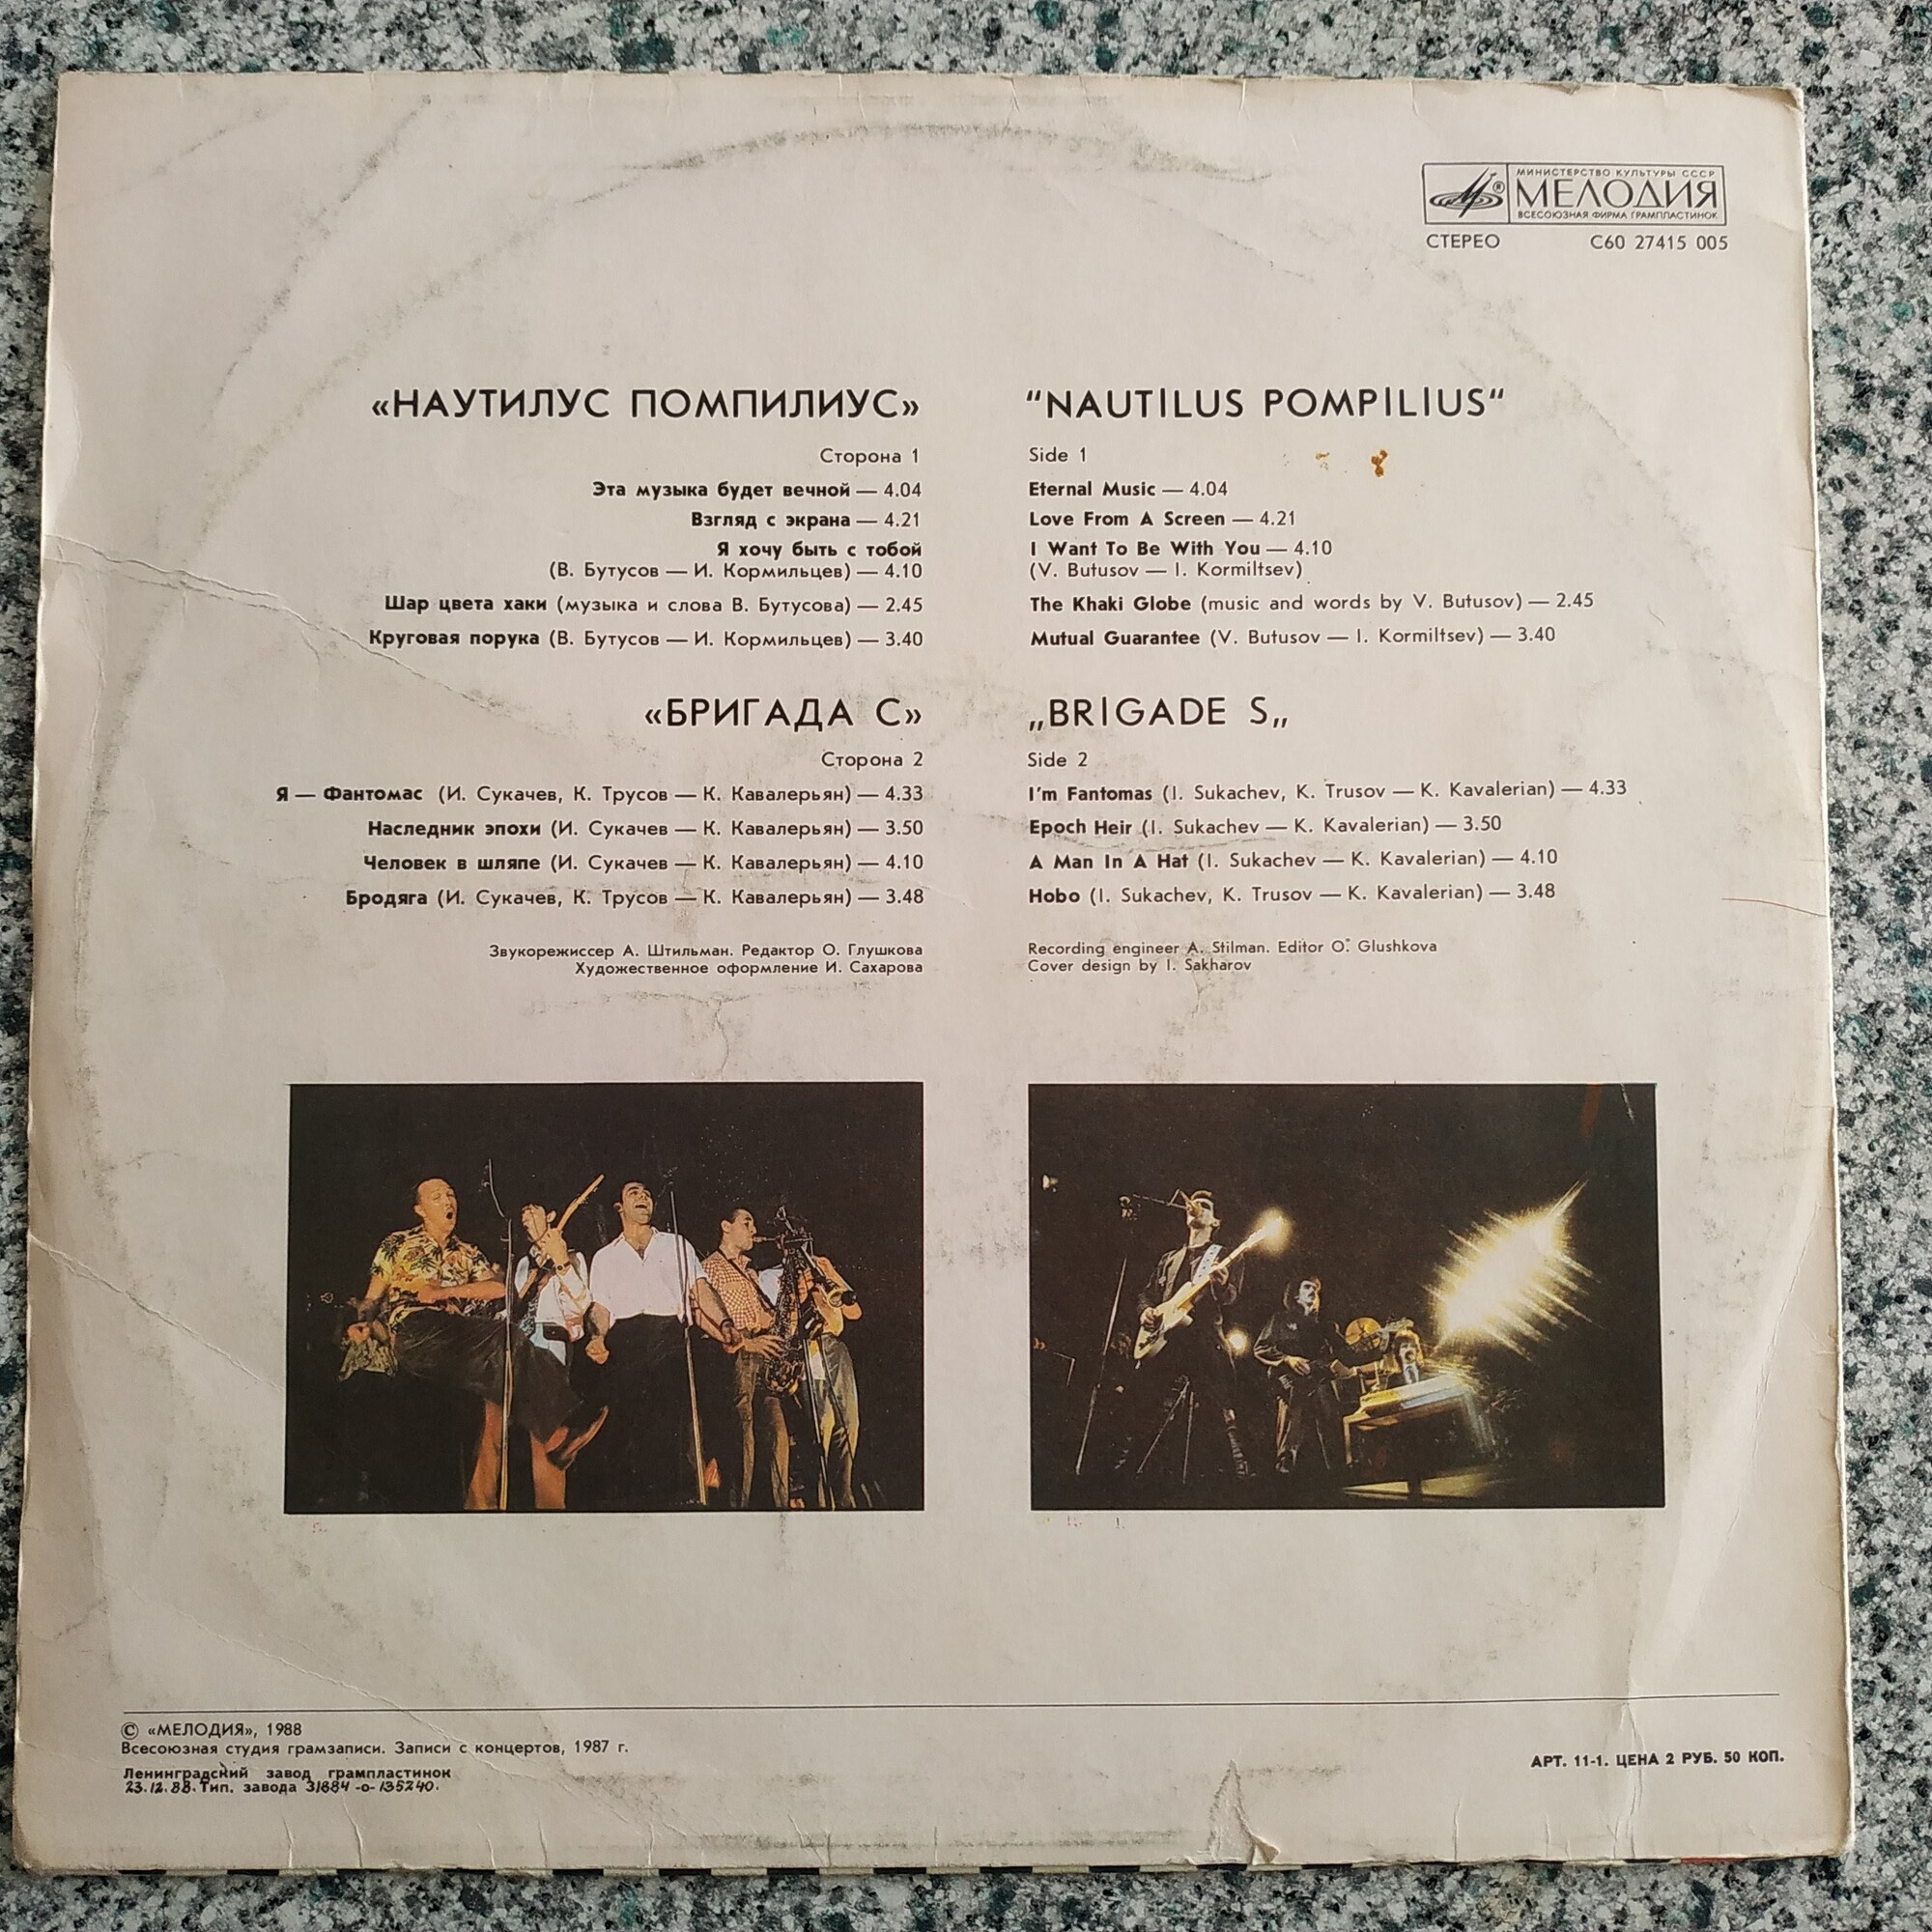 МИНИСТЕРСТВО КУЛЬТУРЫ СССР
МЕЛОДИЯ
ВСЕСОЮЗНАЯ ФИРМА ГРАМПЛАСТИНОК
СТЕРЕО С60 27415 005
«НАУТИЛУС ПОМПИЛИУС»
Сторона 1
Эта музыка будет вечной — 4.04
Взгляд с экрана — 4.21
Я хочу быть с тобой
(В. Бутусов — И. Кормильцев) — 4.10
Шар цвета хаки (музыка и слова В. Бутусова) — 2.45
Круговая порука (В. Бутусов — И. Кормильцев) — 3.40
«БРИГАДА С»
Сторона 2
Я — Фантомас (И. Сукачев, К. Трусов — К. Кавалерьян) — 4.33
Наследник эпохи (И. Сукачев — К. Кавалерьян) — 3.50
Человек в шляпе (И. Сукачев — К. Кавалерьян) — 4.10
Бродяга (И. Сукачев, К. Трусов — К. Кавалерьян) — 3.48
Звукорежиссер А. Штильман. Редактор О. Глушкова
Художественное оформление И. Сахарова
“NAUTILUS POMPILIUS“
Side 1
Eternal Music — 4.04
Love From A Screen — 4.21
I Want To Be With You — 4.10
(V. Butusov — I. Kormiltsev)
The Khaki Globe (music and words by V. Butusov) — 2.45
Mutual Guarantee (V. Butusov — I. Kormiltsev) — 3.40
„BRIGADE S„
Side 2
I'm Fantomas (I. Sukachev, K. Trusov — K. Kavalerian) — 4.33
Epoch Heir (I. Sukachev — K. Kavalerian) — 3.50
A Man In A Hat (I. Sukachev — K. Kavalerian) — 4.10
Hobo (I. Sukachev, K. Trusov — K. Kavalerian) — 3.48
Recording engineer A. Stilman. Editor O. Glushkova
Cover design by I. Sakharov
© «МЕЛОДИЯ», 1988
Всесоюзная студия грамзаписи. Записи с концертов, 1987 г.
Ленинградский завод грампластинок
23.12.88. Тип. завода 31884-о-135240.
АРТ. 11-1. ЦЕНА 2 РУБ. 50 КОП.